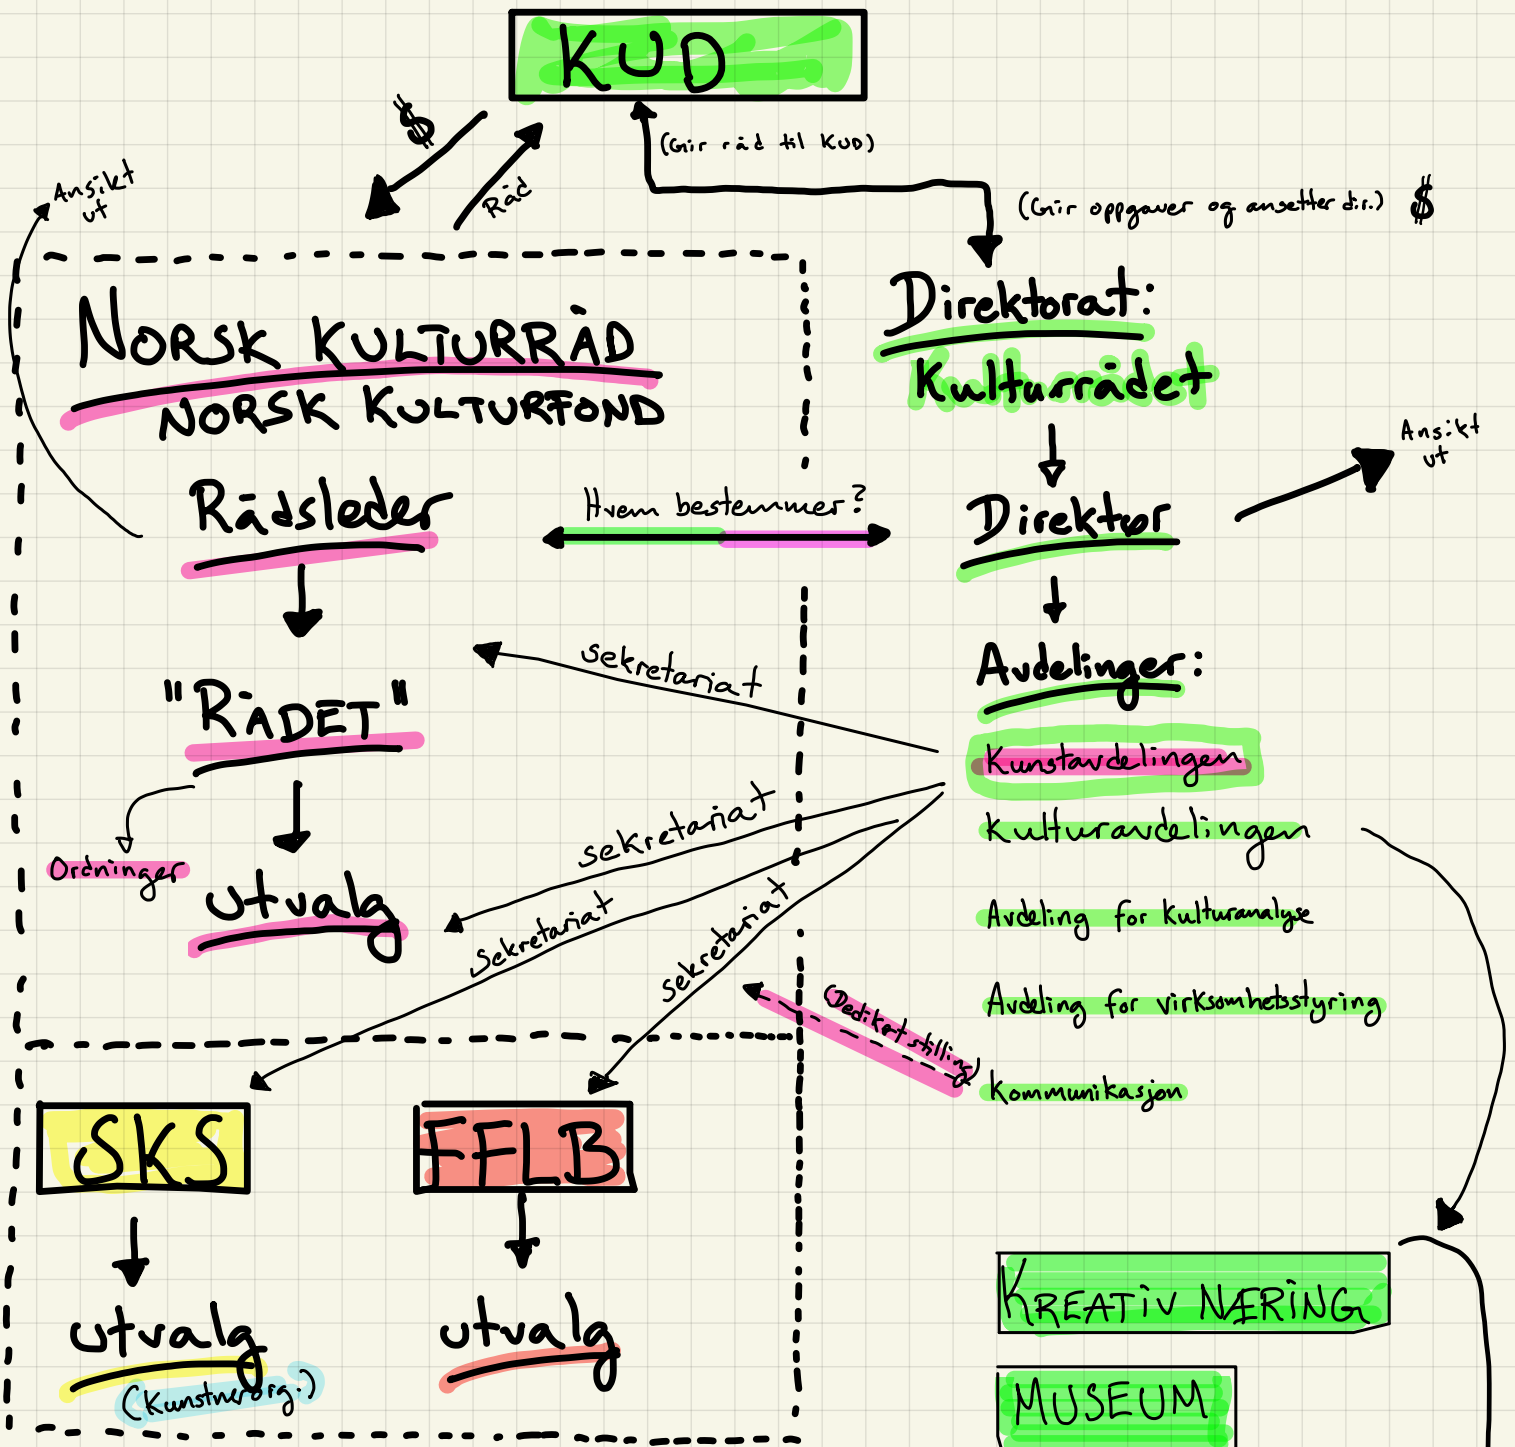 KUD
$
(Gir råd til KUD)
Råd
Ansikt
ut
(Gir oppgaver og ansetter dir.) $
Direktorat:
Kulturrådet
NORSK KULTURRÅD
NORSK KULTURFOND
Ansikt
ut
Rådsleder
Hvem bestemmer?
Direktør
sekretariat
Avdelinger:
"RÅDET"
Kunstavdelingen
sekretariat
Kulturavdelingen
Ordninger
utvalg
Sekretariat
sekretariat
Avdeling for Kulturanalyse
(Dedikert stilling)
Avdeling for virksomhetsstyring
Kommunikasjon
SKS
FFLB
utvalg
(Kunstnerorg.)
utvalg
KREATIV NÆRING
MUSEUM